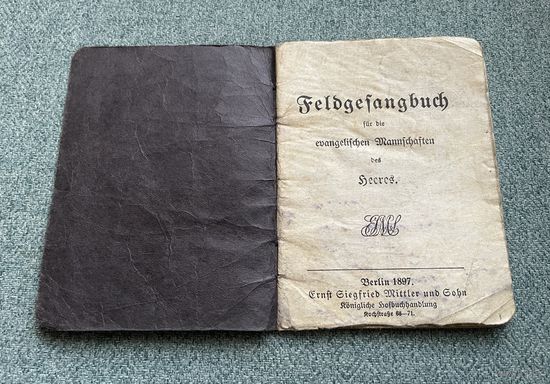 Feldgesangbuch
für die
evangelischen Mannschaften
des
Heeres.
Berlin 1897.
Ernst Siegfried Mittler und Sohn
Königliche Hofbuchhandlung
Kochstraße 68—71.